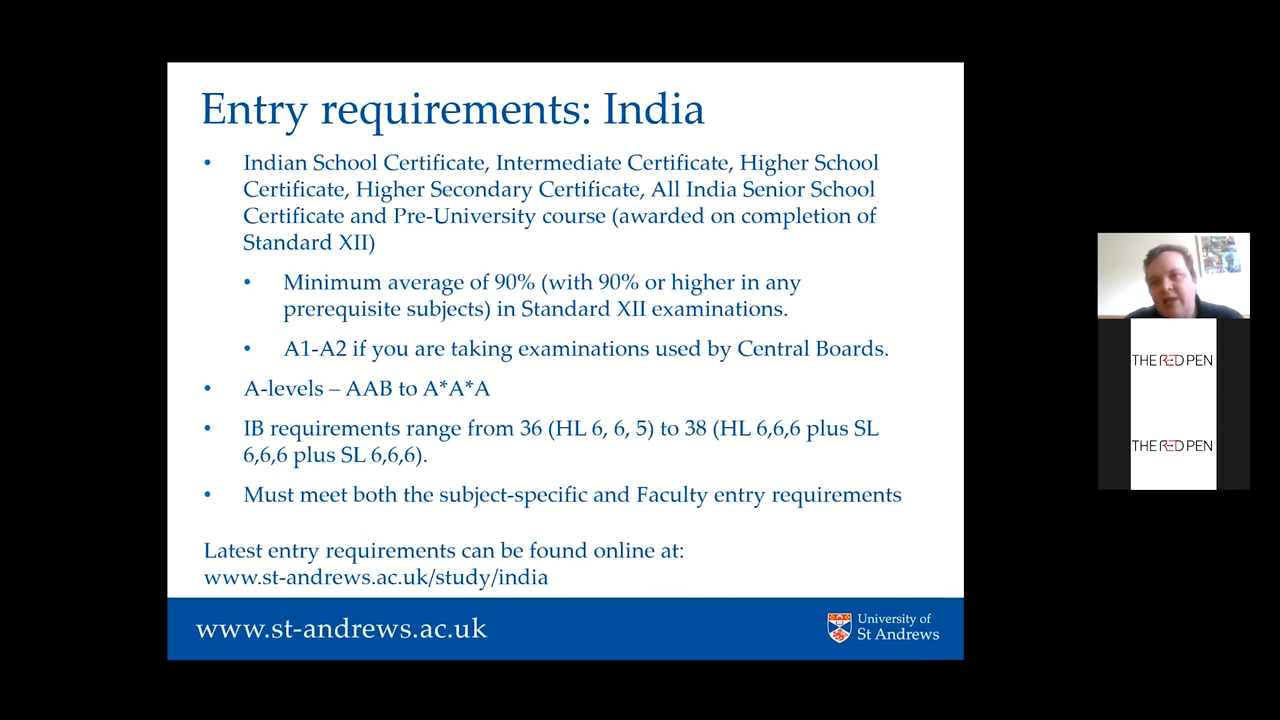 Entry requirements: India
• Indian School Certificate, Intermediate Certificate, Higher School
Certificate, Higher Secondary Certificate, All India Senior School
Certificate and Pre-University course (awarded on completion of
Standard XII)
• Minimum average of 90% (with 90% or higher in any
prerequisite subjects) in Standard XII examinations.
• A1-A2 if you are taking examinations used by Central Boards.
• A-levels – AAB to A*A*A
• IB requirements range from 36 (HL 6, 6, 5) to 38 (HL 6,6,6 plus SL
6,6,6 plus SL 6,6,6).
• Must meet both the subject-specific and Faculty entry requirements
Latest entry requirements can be found online at:
www.st-andrews.ac.uk/study/india
www.st-andrews.ac.uk
University of
St Andrews
THE RED PEN
THE RED PEN